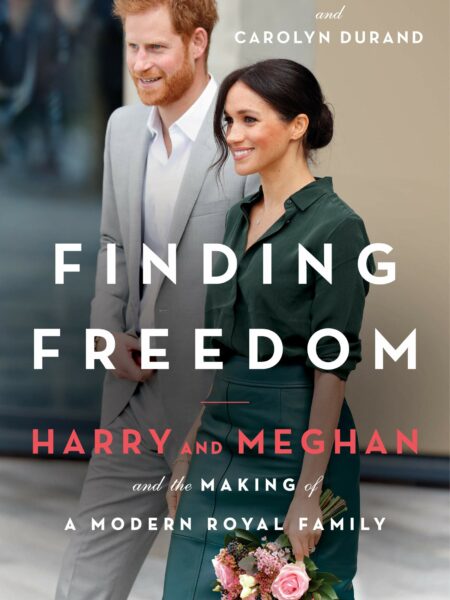 and
CAROLYN DURAND
FINDING
FREEDOM
HARRY AND MEGHAN
and the MAKING of
A MODERN ROYAL FAMILY